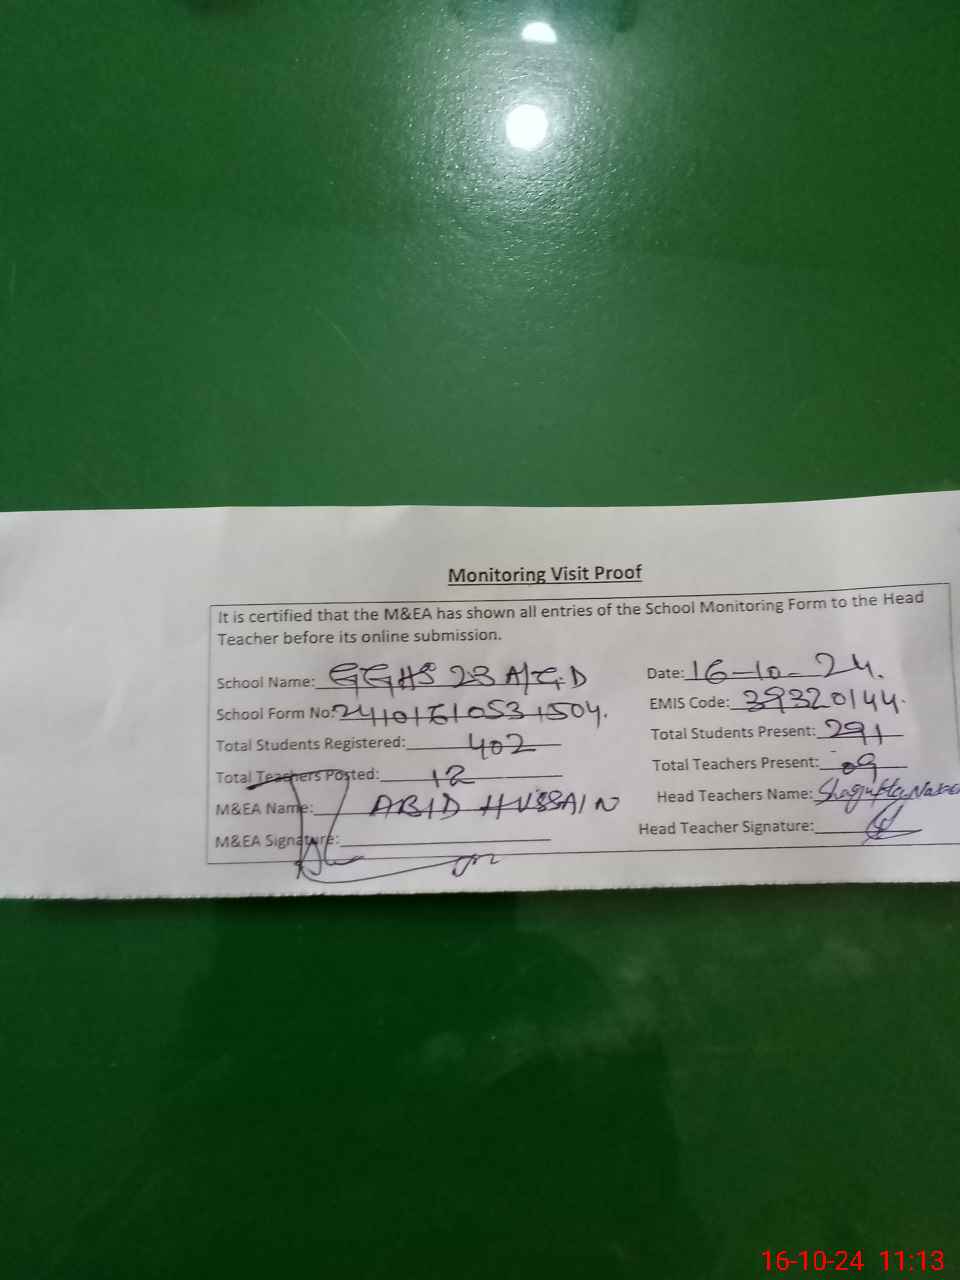 Monitoring Visit Proof
It is certified that the M&EA has shown all entries of the School Monitoring Form to the Head
Teacher before its online submission.
School Name: GGHS 23 A/G.D Date: 16-10-24.
School Form No: EMIS Code: 39320144.
Total Students Registered: 402 Total Students Present: 291
Total Teachers Posted: 12 Total Teachers Present: 09
M&EA Name: ABID HUSSAIN Head Teachers Name: Shagufta
M&EA Signature: Head Teacher Signature:
16-10-24 11:13